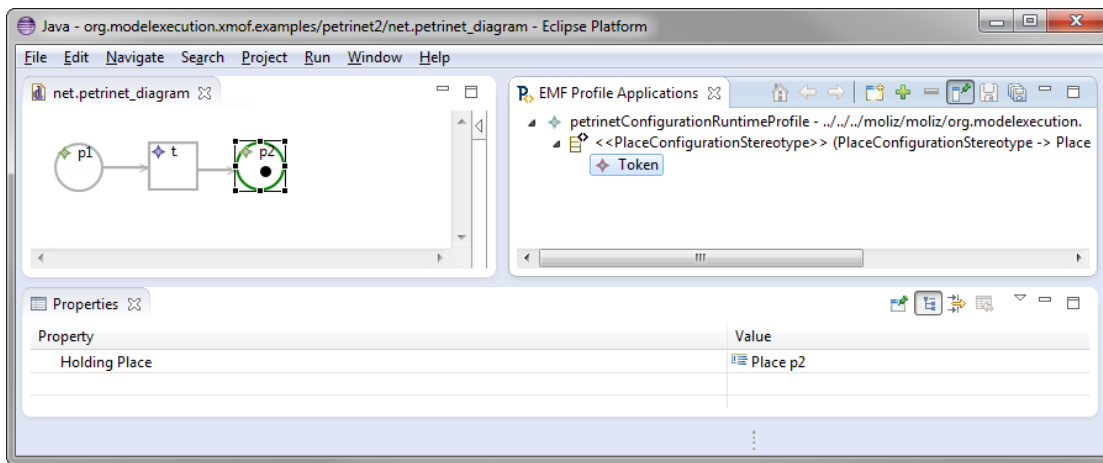 Java - org.modelexecution.xmof.examples/petrinet2/net.petrinet_diagram - Eclipse Platform
File Edit Navigate Search Project Run Window Help
net.petrinet_diagram
p1
t
p2
EMF Profile Applications
petrinetConfigurationRuntimeProfile - ../../../moliz/moliz/org.modelexecution.
<<PlaceConfigurationStereotype>> (PlaceConfigurationStereotype -> Place
Token
Properties
Property Value
Holding Place Place p2